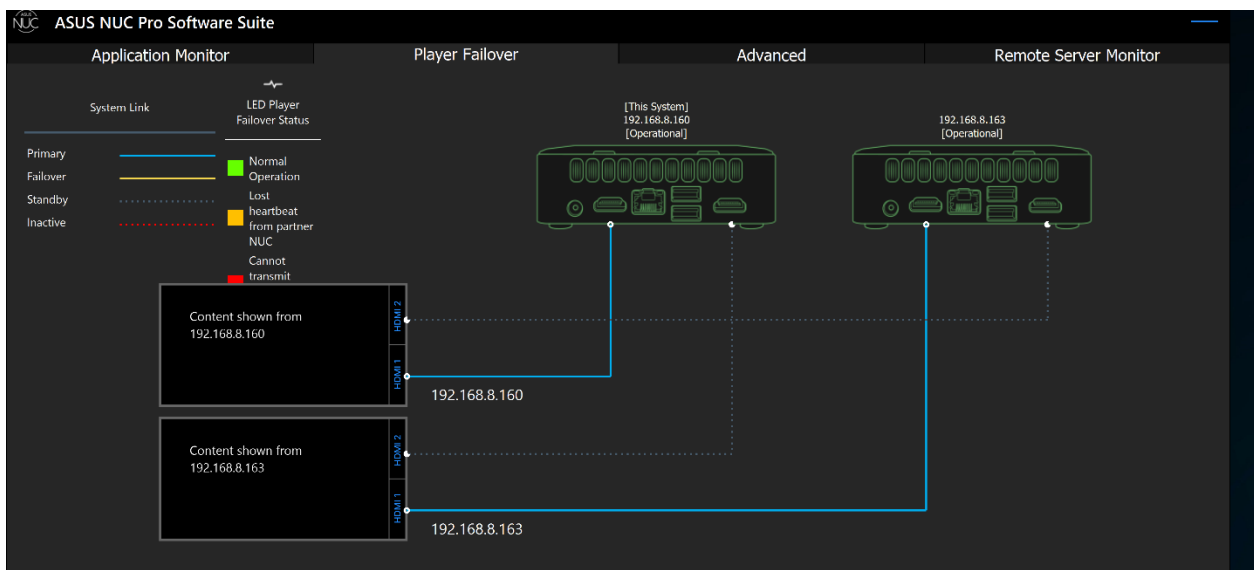 ASUS
NUC
ASUS NUC Pro Software Suite
Application Monitor
Player Failover
Advanced
Remote Server Monitor
System Link
LED Player
Failover Status
Primary
Failover
Standby
Inactive
Normal
Operation
Lost
heartbeat
from partner
NUC
Cannot
transmit
[This System]
192.168.8.160
[Operational]
192.168.8.163
[Operational]
Content shown from
192.168.8.160
HDMI 2
HDMI 1
192.168.8.160
Content shown from
192.168.8.163
HDMI 2
HDMI 1
192.168.8.163